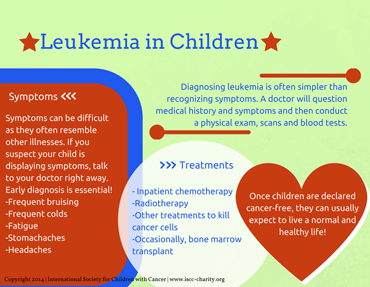 Leukemia in Children
Symptoms
Symptoms can be difficult
as they often resemble
other illnesses. If you
suspect your child is
displaying symptoms, talk
to your doctor right away.
Early diagnosis is essential!
-Frequent bruising
-Frequent colds
-Fatigue
-Stomachaches
-Headaches
Diagnosing leukemia is often simpler than
recognizing symptoms. A doctor will question
medical history and symptoms and then conduct
a physical exam, scans and blood tests.
Treatments
- Inpatient chemotherapy
-Radiotherapy
-Other treatments to kill
cancer cells
-Occasionally, bone marrow
transplant
Once children are declared
cancer-free, they can usually
expect to live a normal and
healthy life!
Copyright 2014 | International Society for Children with Cancer | www.iscc-charity.org